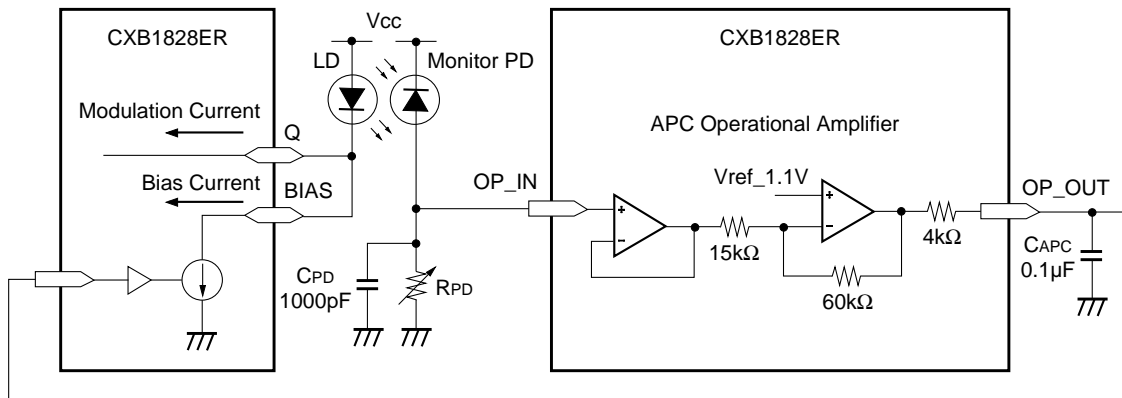 CXB1828ER
Vcc
LD
Monitor PD
CXB1828ER
Modulation Current
Q
APC Operational Amplifier
Bias Current
BIAS
OP_IN
Vref_1.1V
OP_OUT
+
−
+
−
15kΩ
4kΩ
CAPC
0.1µF
CPD
1000pF
RPD
60kΩ